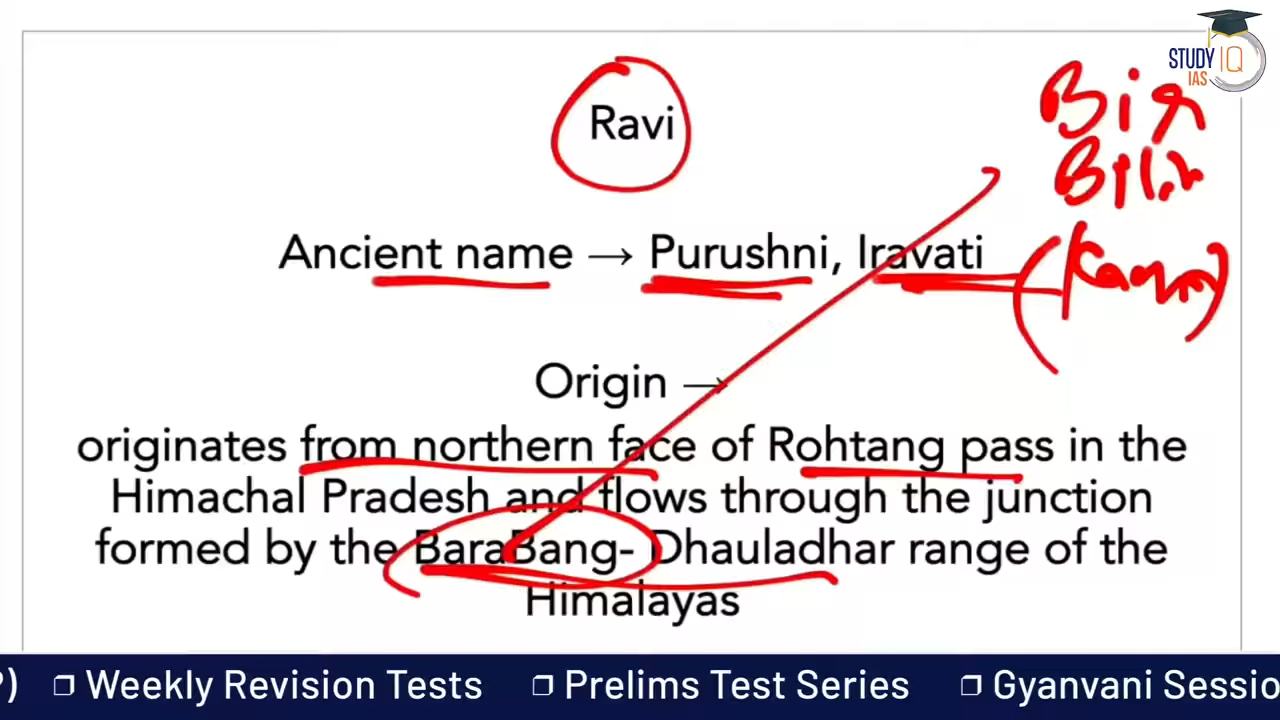 STUDY IQ
IAS
Ravi
Ancient name → Purushni, Iravati
Origin →
originates from northern face of Rohtang pass in the
Himachal Pradesh and flows through the junction
formed by the BaraBang- Dhauladhar range of the
Himalayas
) ❒ Weekly Revision Tests ❒ Prelims Test Series ❒ Gyanvani Sessio